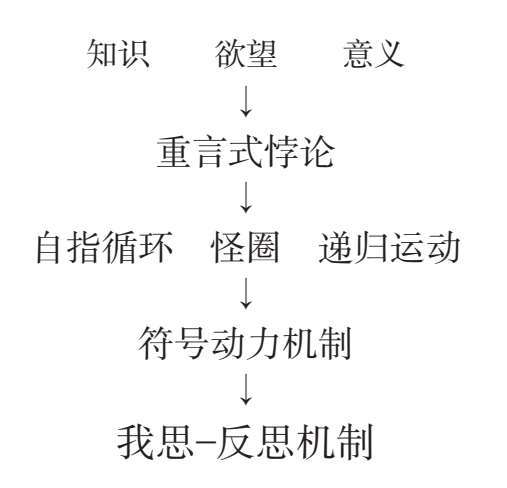 知识 欲望 意义
↓
重言式悖论
↓
自指循环 怪圈 递归运动
↓
符号动力机制
↓
我思–反思机制